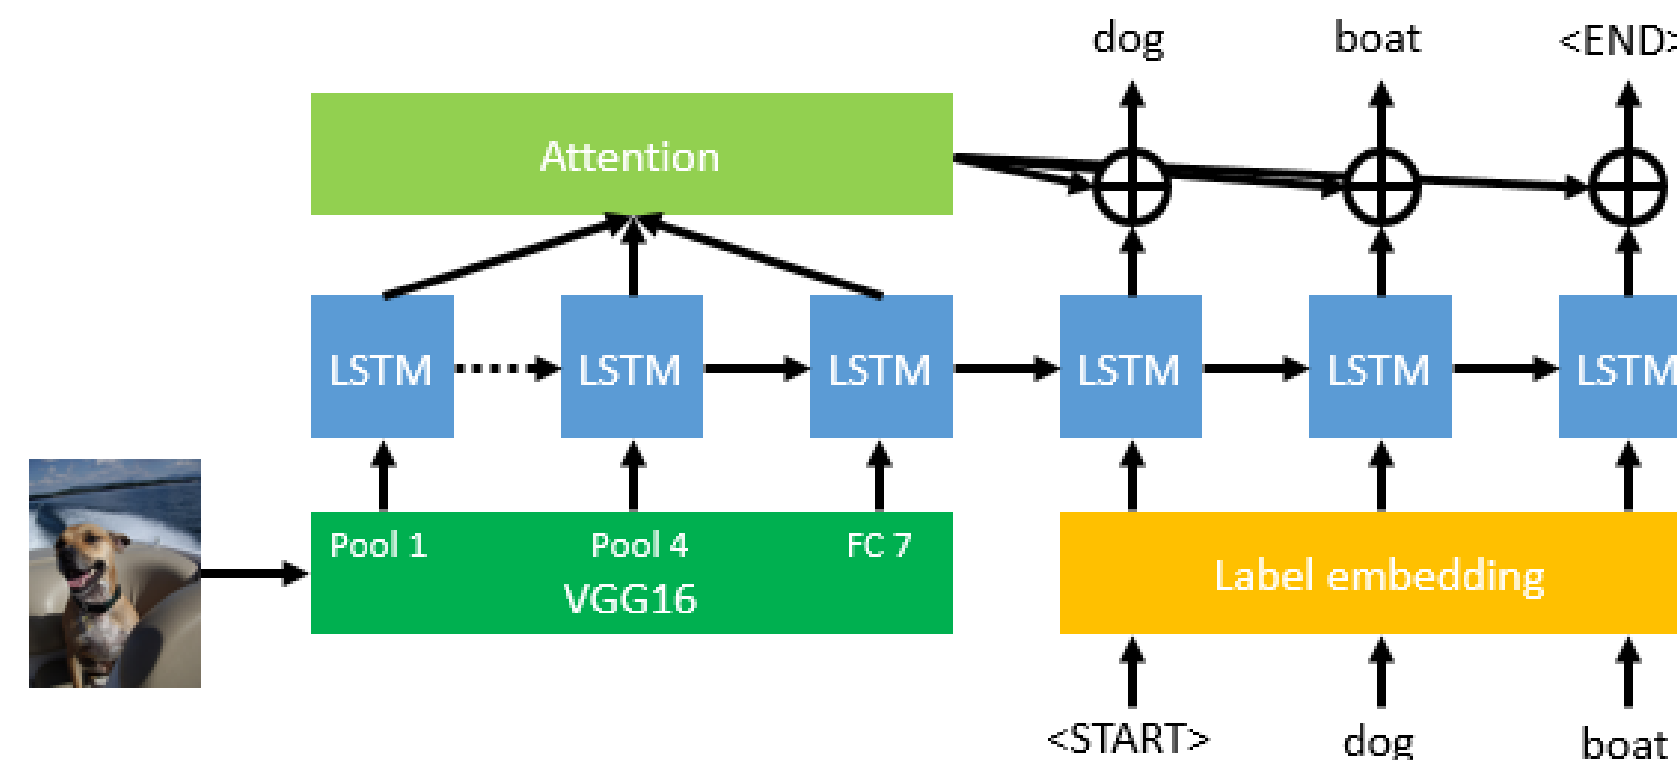 dog boat <END>
Attention
LSTM LSTM LSTM LSTM LSTM LSTM
Pool 1 Pool 4 FC 7
VGG16
Label embedding
<START> dog boat